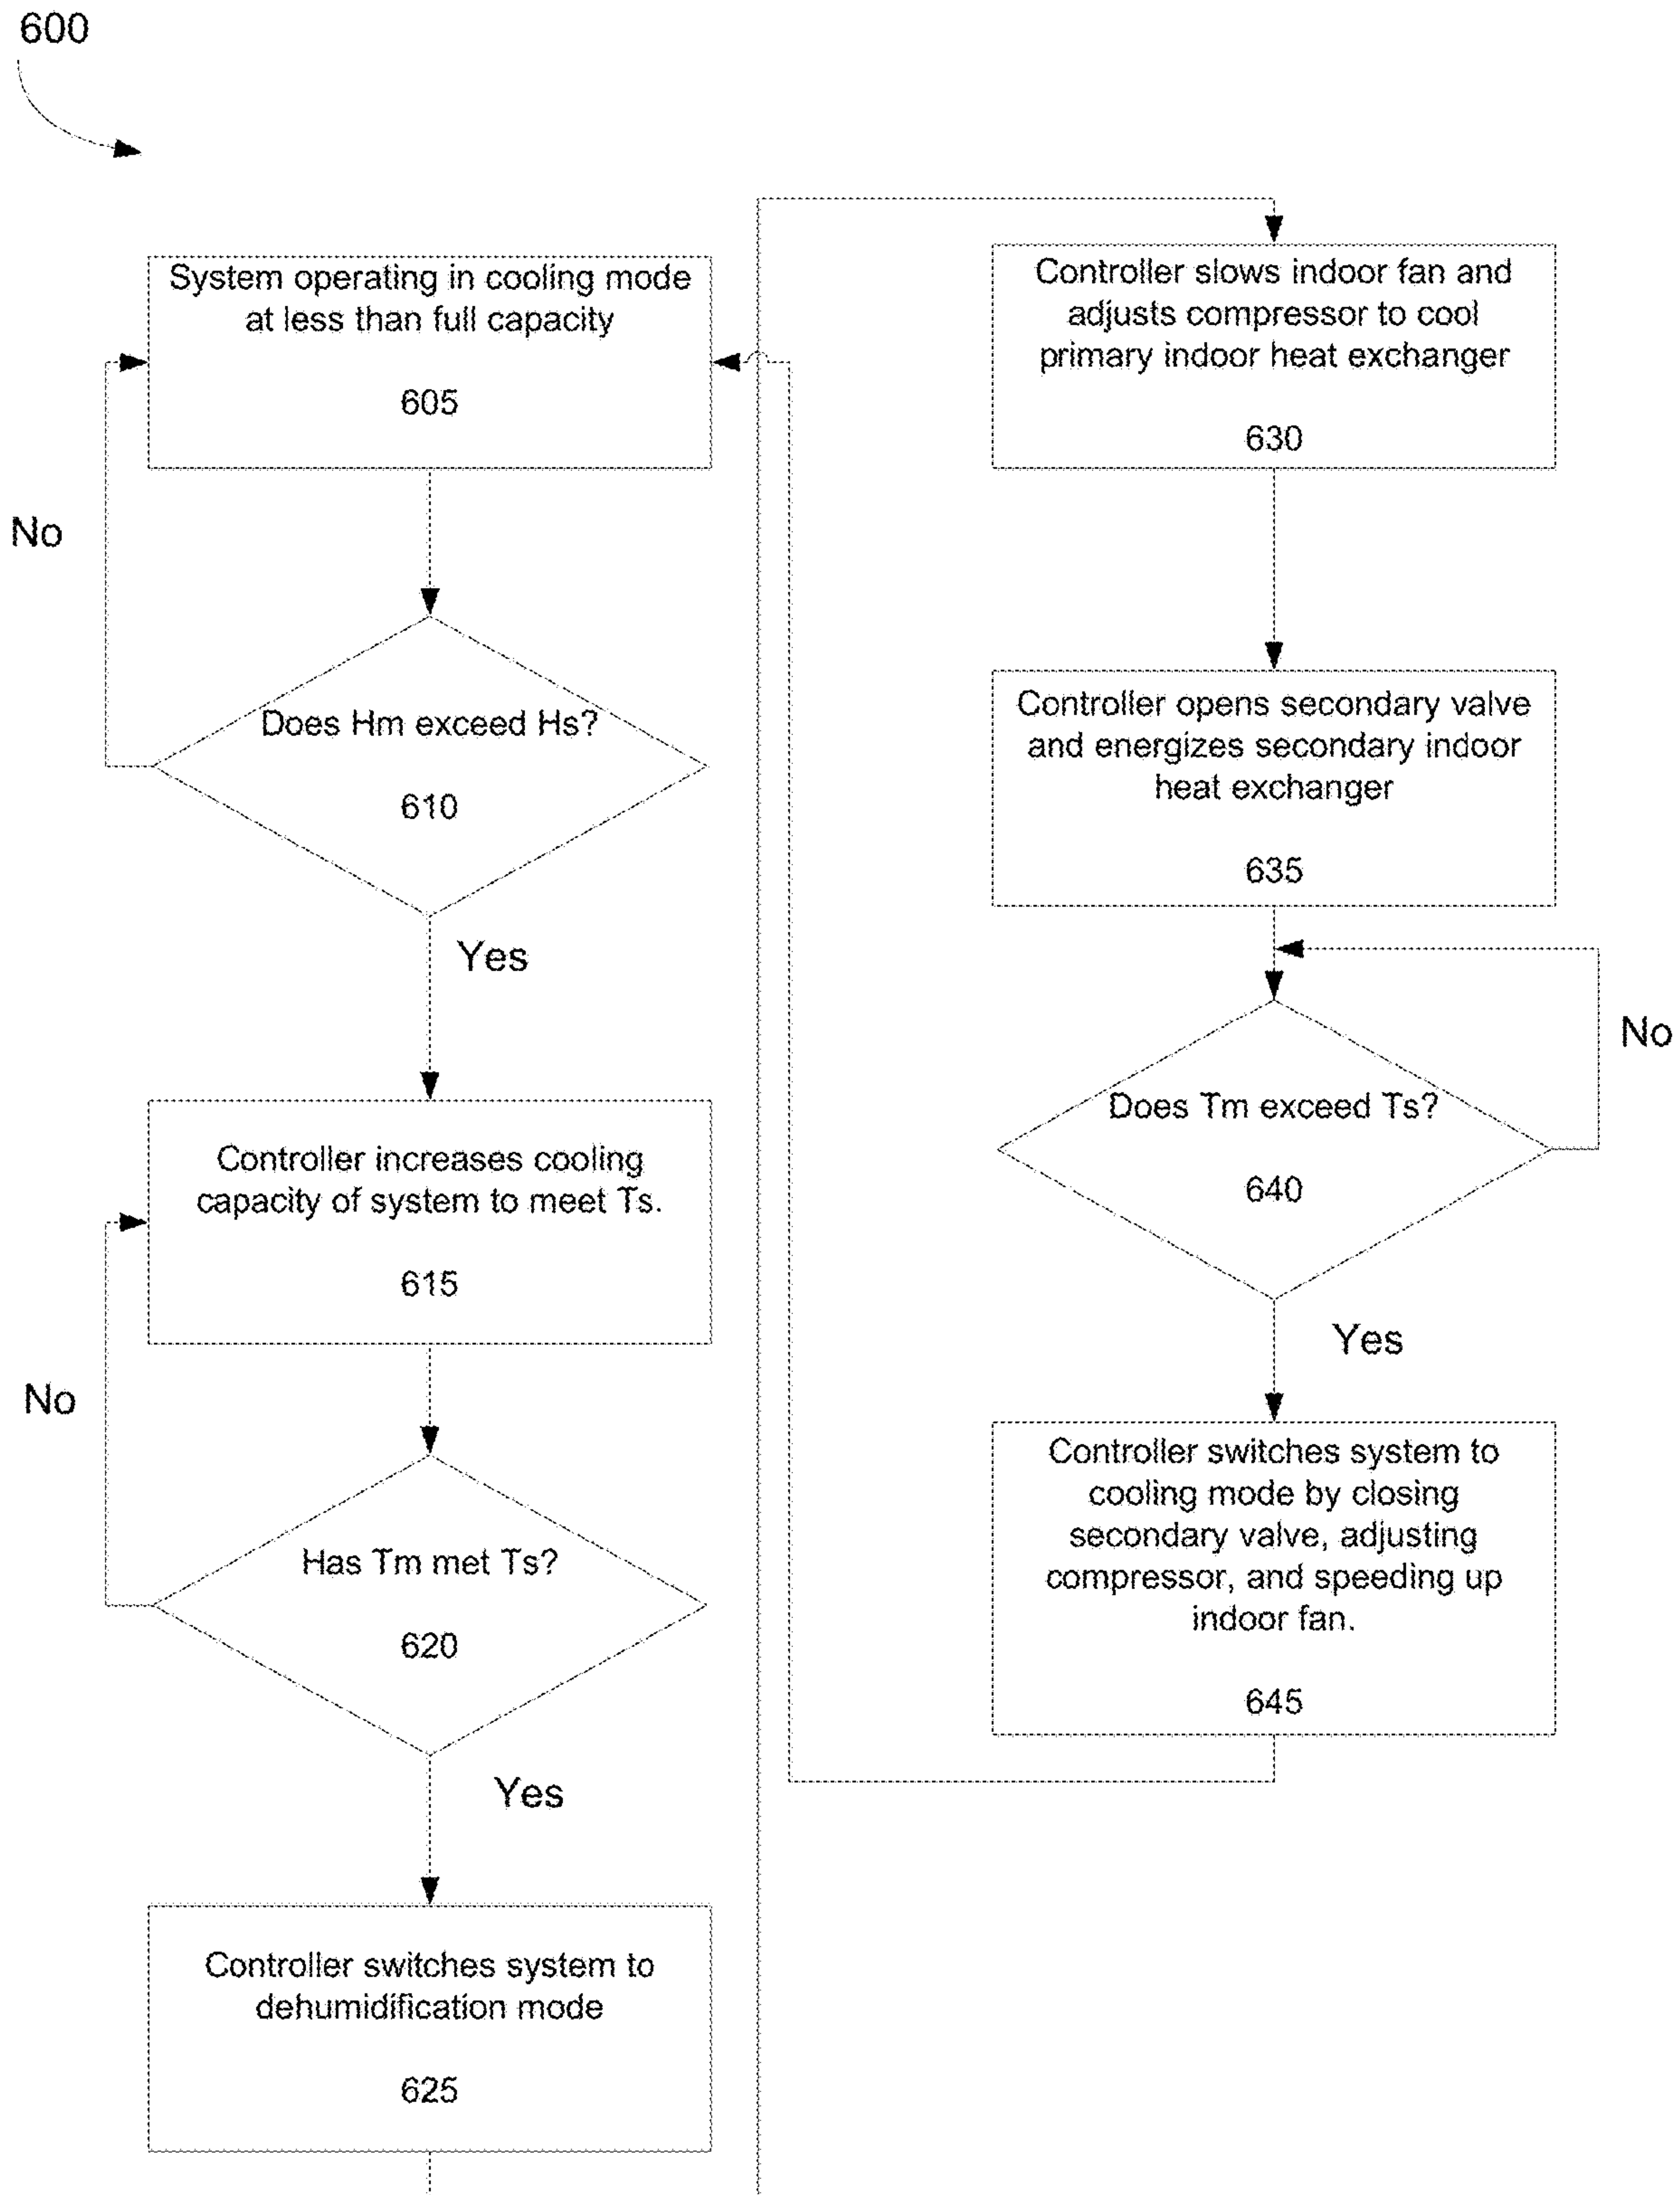 600
System operating in cooling mode
at less than full capacity
605
No
Does Hm exceed Hs?
610
Yes
Controller increases cooling
capacity of system to meet Ts.
615
No
Has Tm met Ts?
620
Yes
Controller switches system to
dehumidification mode
625
Controller slows indoor fan and
adjusts compressor to cool
primary indoor heat exchanger
630
Controller opens secondary valve
and energizes secondary indoor
heat exchanger
635
No
Does Tm exceed Ts?
640
Yes
Controller switches system to
cooling mode by closing
secondary valve, adjusting
compressor, and speeding up
indoor fan.
645